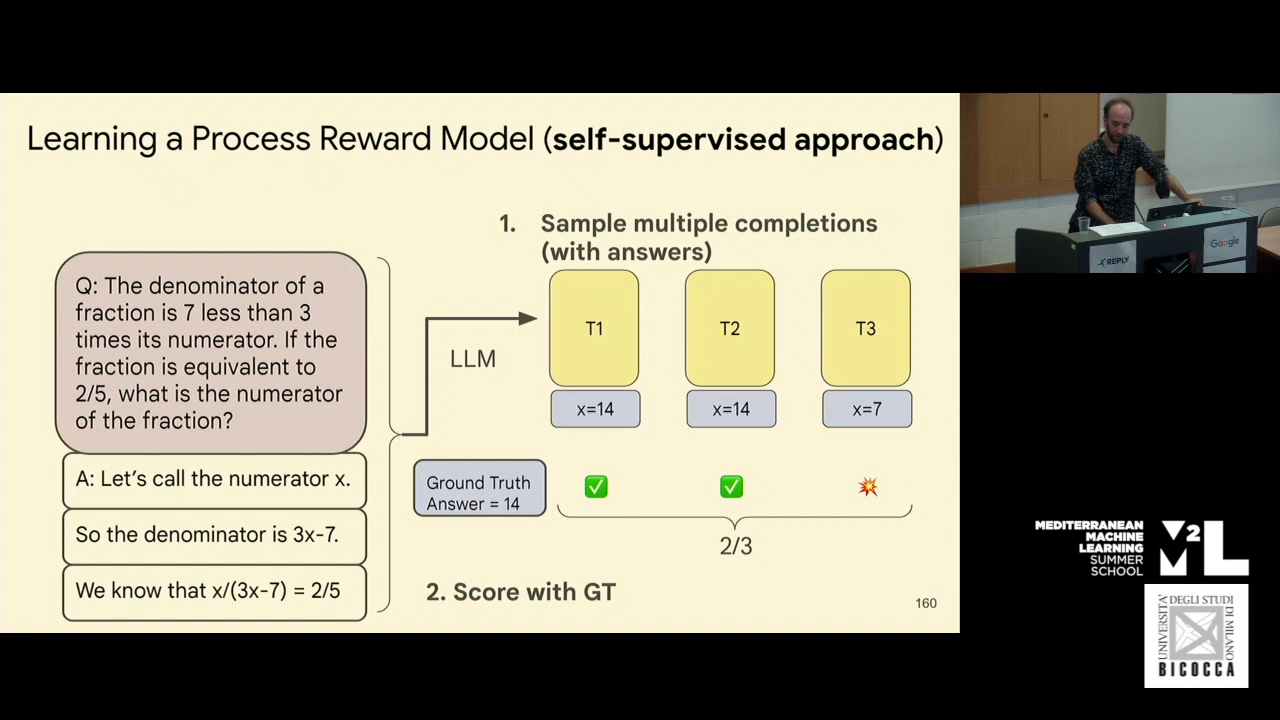 Learning a Process Reward Model (self-supervised approach)
1. Sample multiple completions
(with answers)
Q: The denominator of a
fraction is 7 less than 3
times its numerator. If the
fraction is equivalent to
2/5, what is the numerator
of the fraction?
A: Let's call the numerator x.
So the denominator is 3x-7.
We know that x/(3x-7) = 2/5
LLM
T1
T2
T3
x=14
x=14
x=7
Ground Truth
Answer = 14
2/3
2. Score with GT
160
REPLY
Google
MEDITERRANEAN
MACHINE
LEARNING
SUMMER
SCHOOL
M2L
UNIVERSITA'
DEGLI STUDI
DI MILANO
BICOCCA